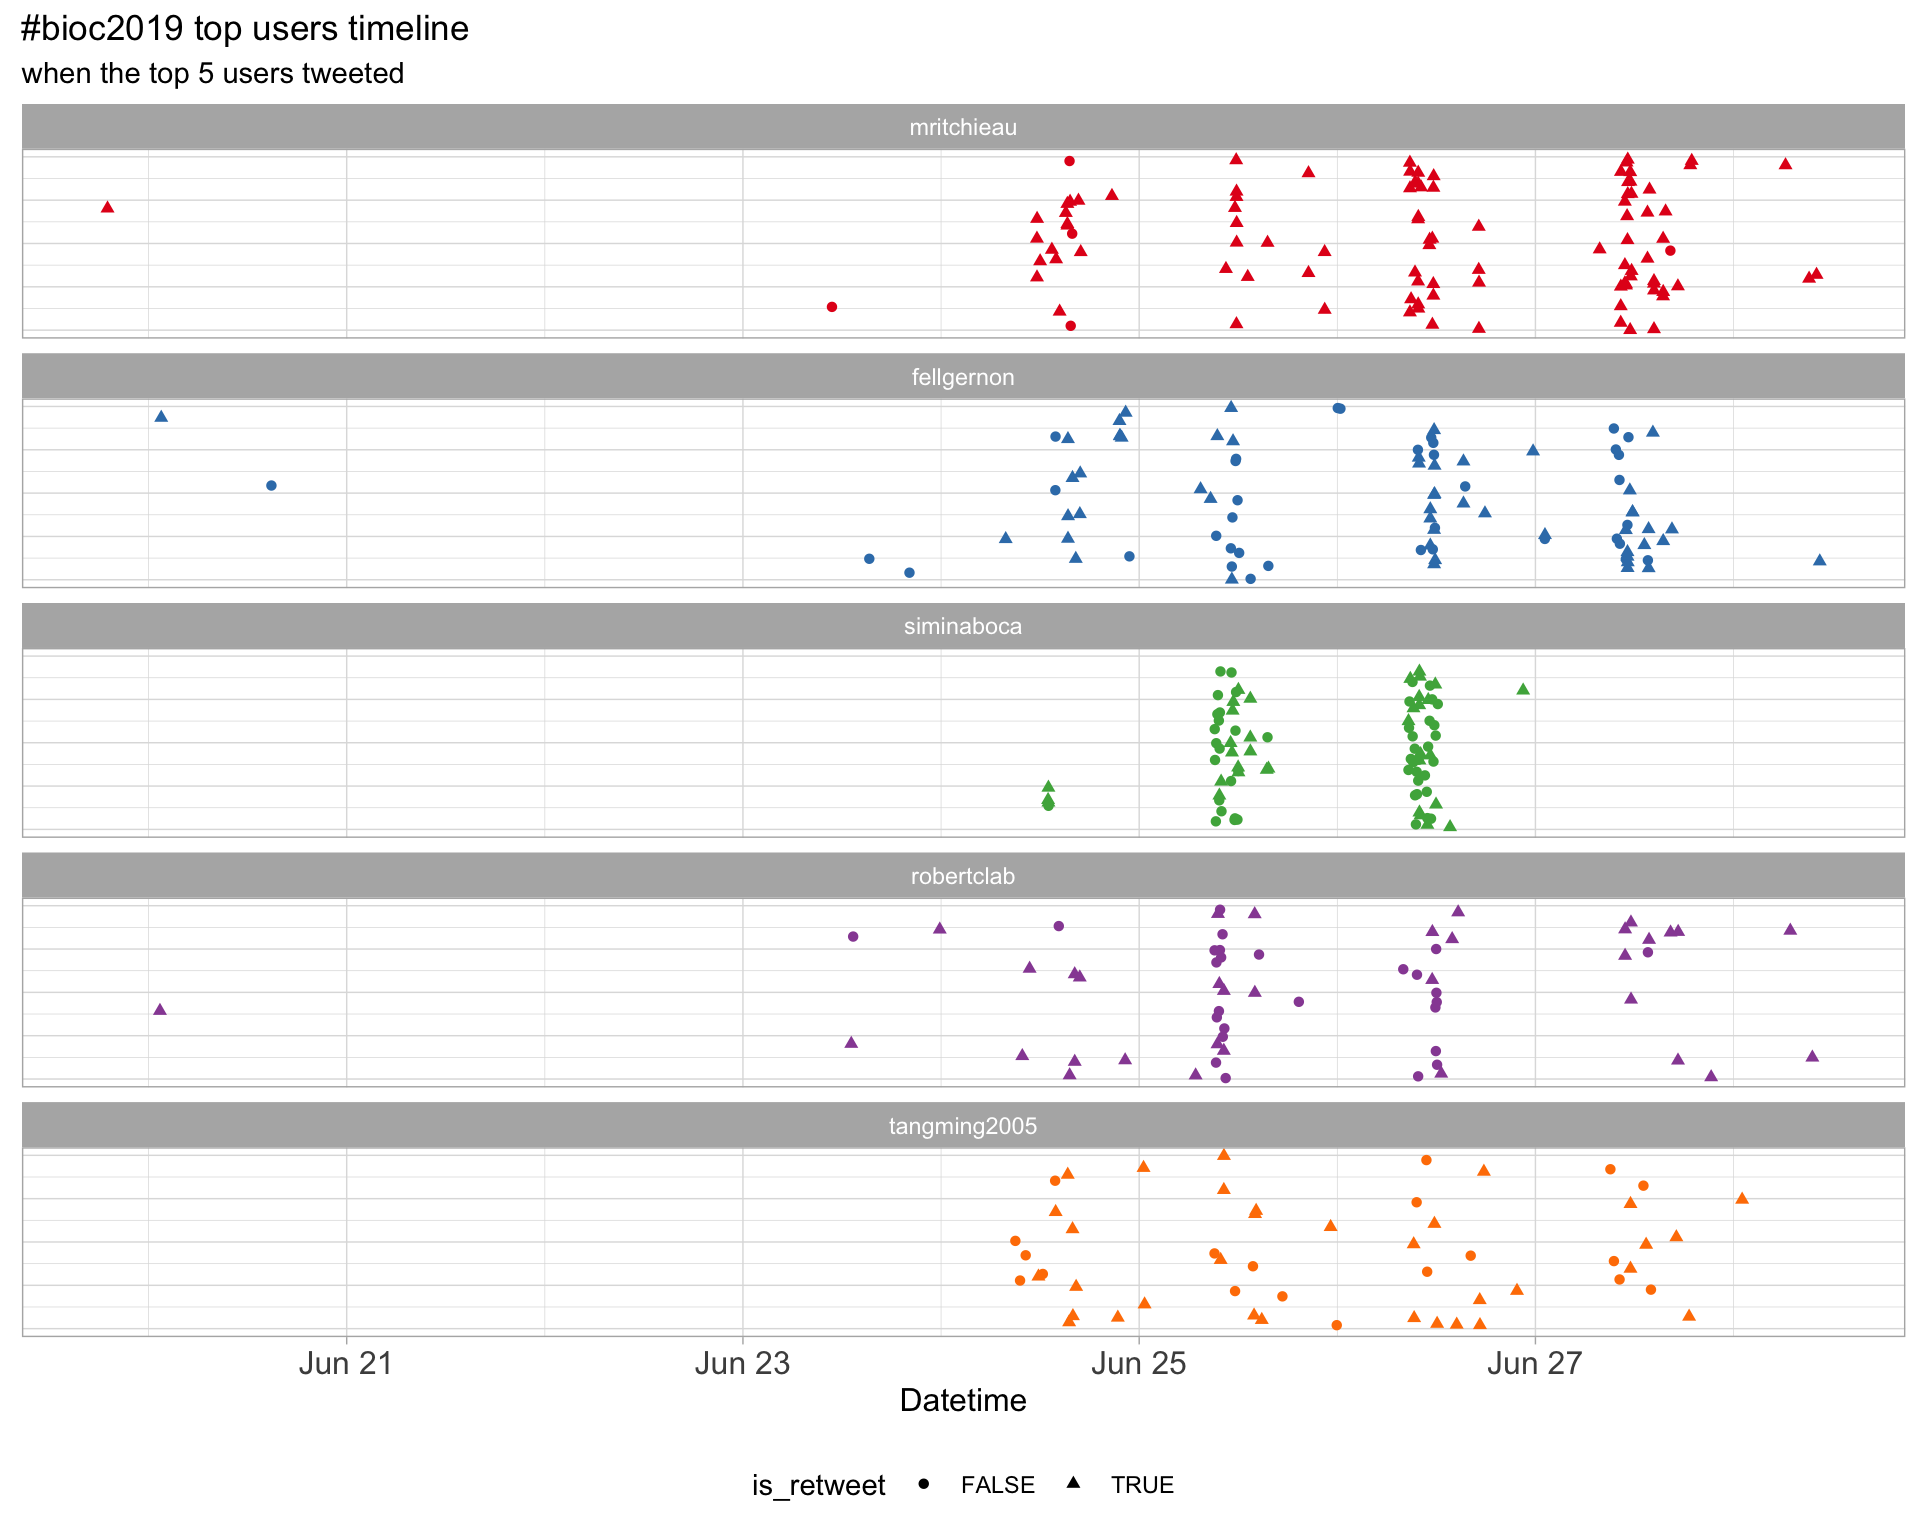 #bioc2019 top users timeline
when the top 5 users tweeted
mritchieau
fellgernon
siminaboca
robertclab
tangming2005
Jun 21 Jun 23 Jun 25 Jun 27
Datetime
is_retweet FALSE TRUE